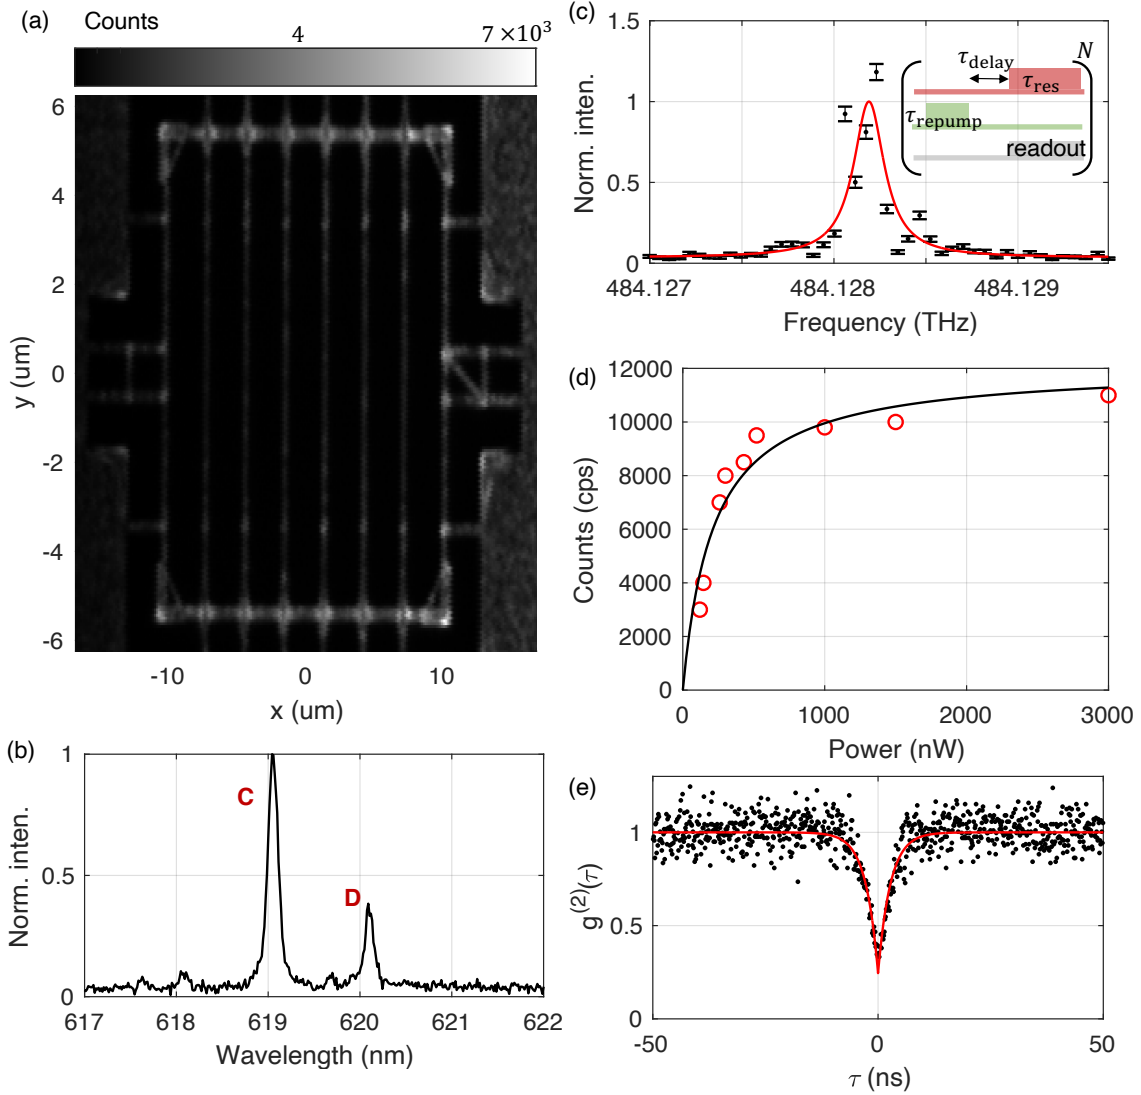 (a)
Counts
4
7 ×10³
6
4
2
0
-2
-4
-6
y (um)
-10
0
10
x (um)
(b)
1
0.5
0
Norm. inten.
C
D
617
618
619
620
621
622
Wavelength (nm)
(c)
1.5
1
0.5
0
Norm. inten.
τdelay
N
τres
τrepump
readout
484.127
484.128
484.129
Frequency (THz)
(d)
12000
10000
8000
6000
4000
12000
0
Counts (cps)
0
1000
2000
3000
Power (nW)
(e)
1
0.5
0
g⁽²⁾(τ)
-50
0
50
τ (ns)